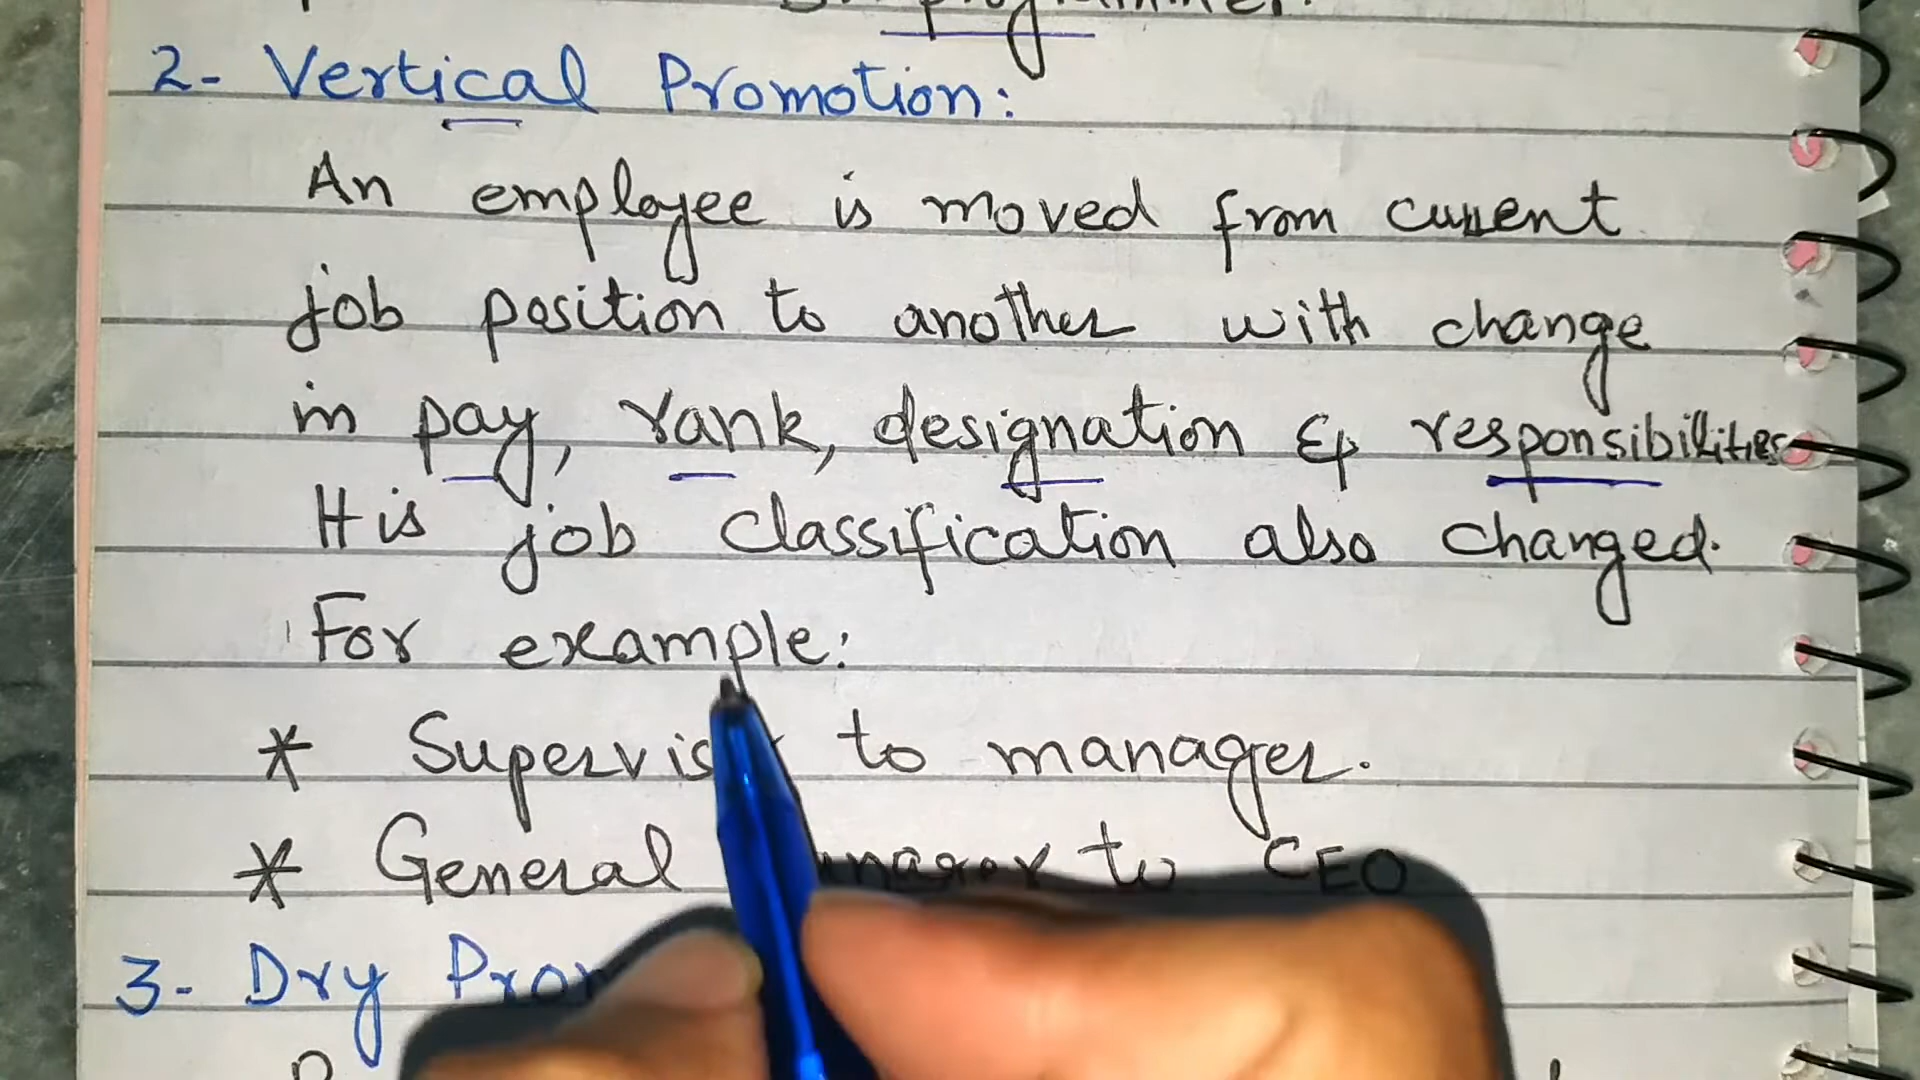 2- Vertical Promotion:
An employee is moved from current
job position to another with change
in pay, rank, designation & responsibilities
His job classification also changed.
For example:
* to manager.
* General to CEO
3- Dry